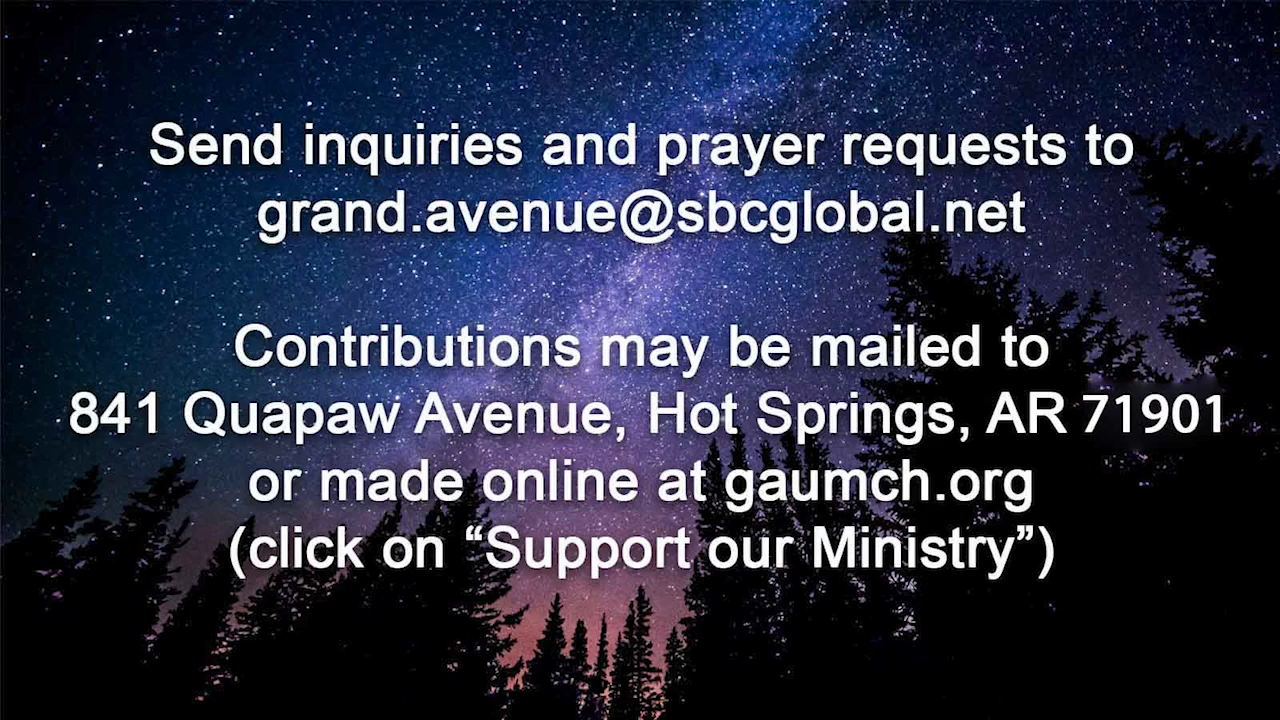 Send inquiries and prayer requests to
grand.avenue@sbcglobal.net
Contributions may be mailed to
841 Quapaw Avenue, Hot Springs, AR 71901
or made online at gaumch.org
(click on “Support our Ministry”)